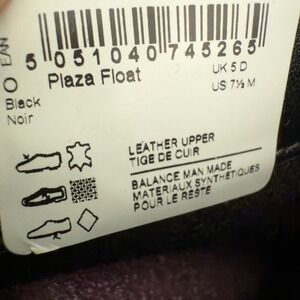 EAN
5 051040 745265
Plaza Float
UK 5 D
US 7½ M
Black
Noir
LEATHER UPPER
TIGE DE CUIR
BALANCE MAN MADE
MATERIAUX SYNTHÉTIQUES
POUR LE RESTE